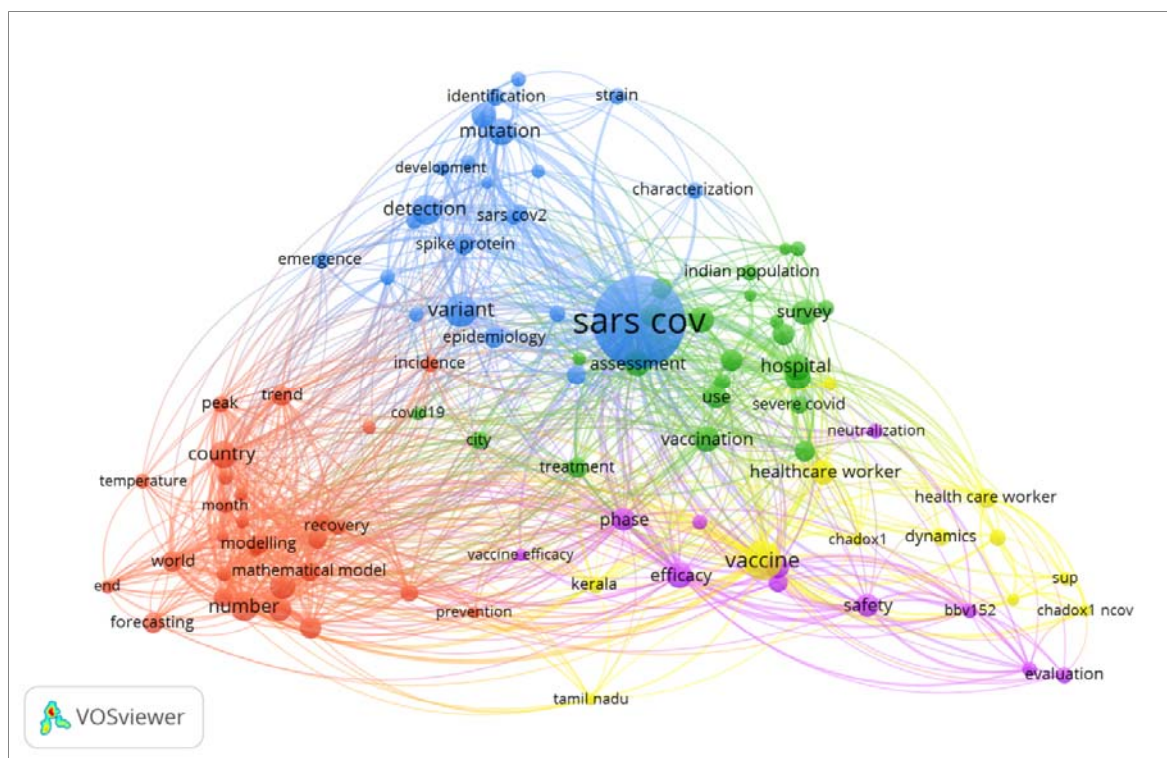 identification
strain
mutation
development
characterization
detection
sars cov2
spike protein
emergence
indian population
variant
sars cov
survey
epidemiology
incidence
assessment
hospital
peak
trend
use
severe covid
covid19
neutralization
country
city
vaccination
temperature
treatment
healthcare worker
month
health care worker
recovery
phase
modelling
chadox1
dynamics
world
vaccine efficacy
vaccine
mathematical model
efficacy
end
kerala
sup
number
safety
bbv152
chadox1 ncov
forecasting
prevention
evaluation
tamil nadu
VOSviewer